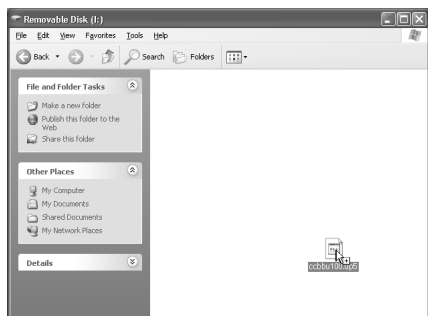 Removable Disk (I:)
File Edit View Favorites Tools Help
Back Search Folders
File and Folder Tasks
Make a new folder
Publish this folder to the
Web
Share this folder
Other Places
My Computer
My Documents
Shared Documents
My Network Places
Details
ccbbu100.up6